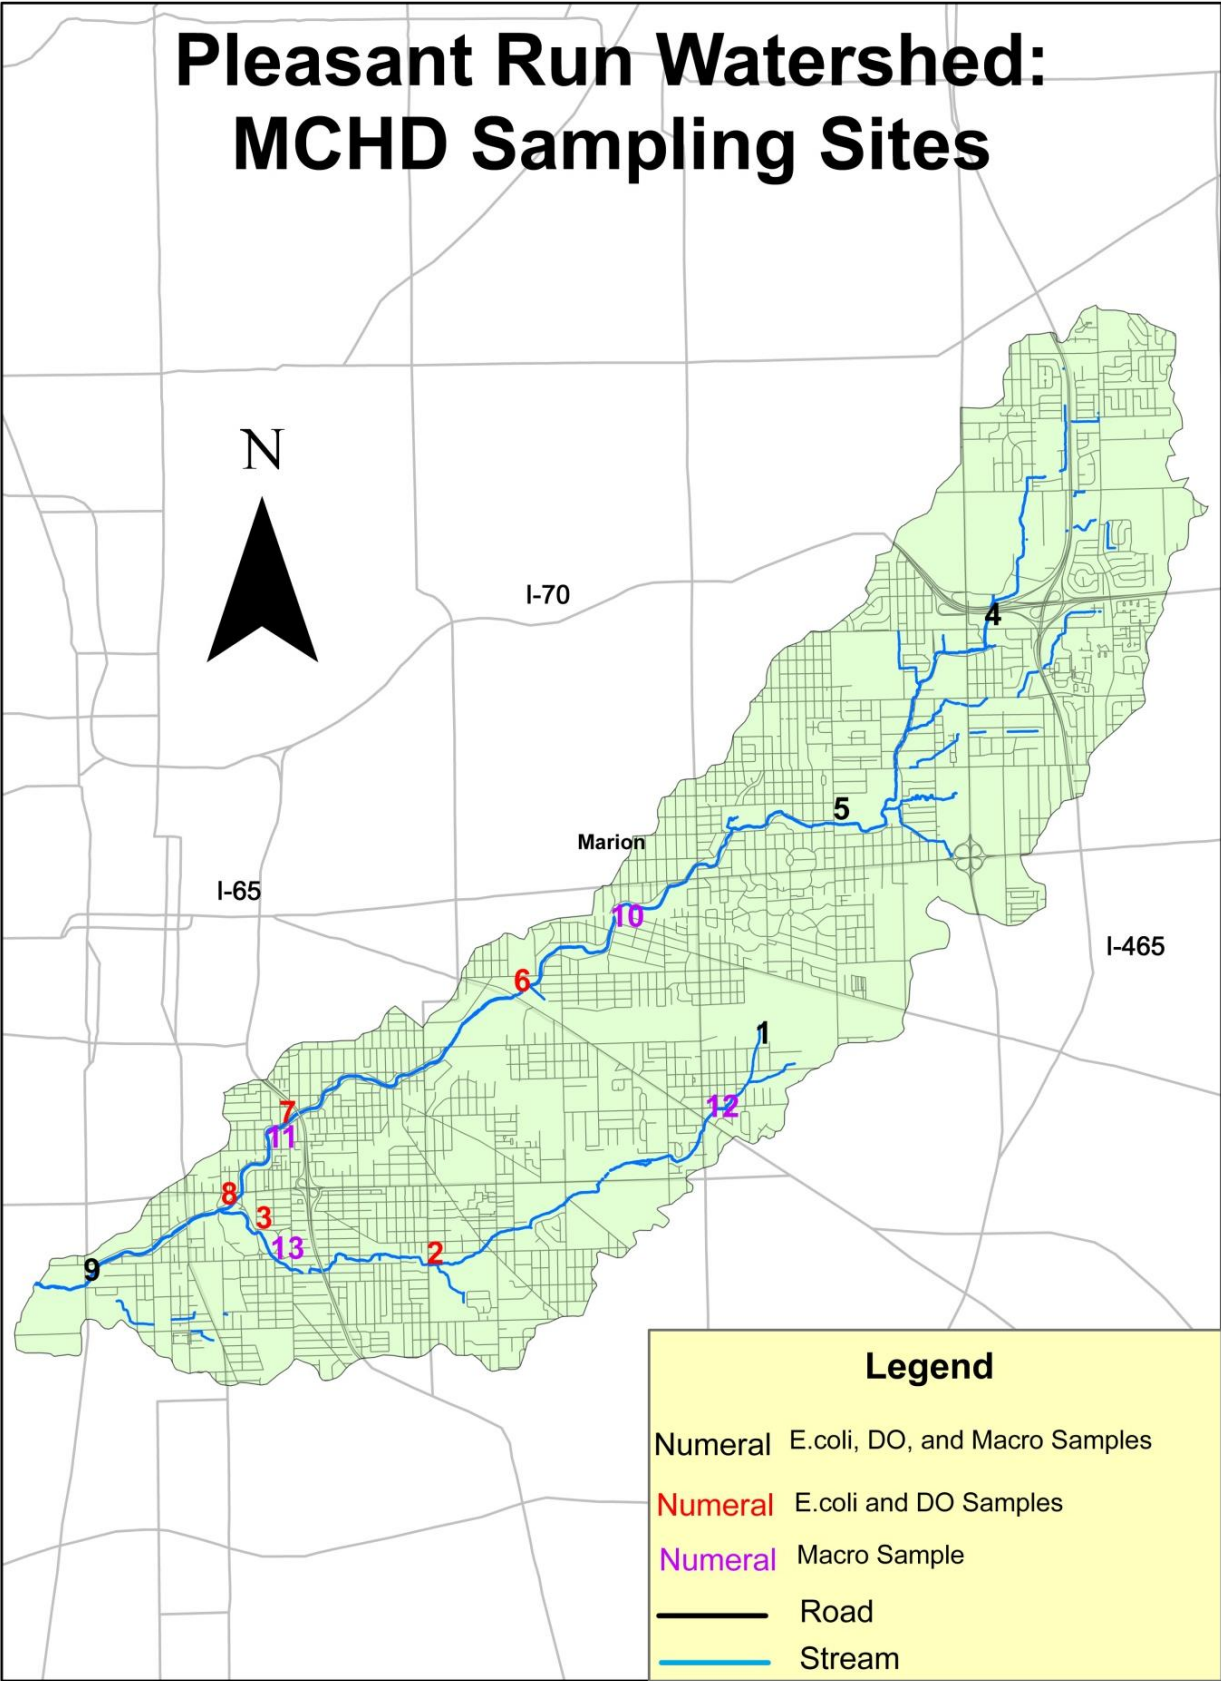 Pleasant Run Watershed:
MCHD Sampling Sites
N
I-70
4
5
Marion
I-65
10
I-465
6
1
12
7
11
8
3
13
2
9
Legend
Numeral E.coli, DO, and Macro Samples
Numeral E.coli and DO Samples
Numeral Macro Sample
Road
Stream